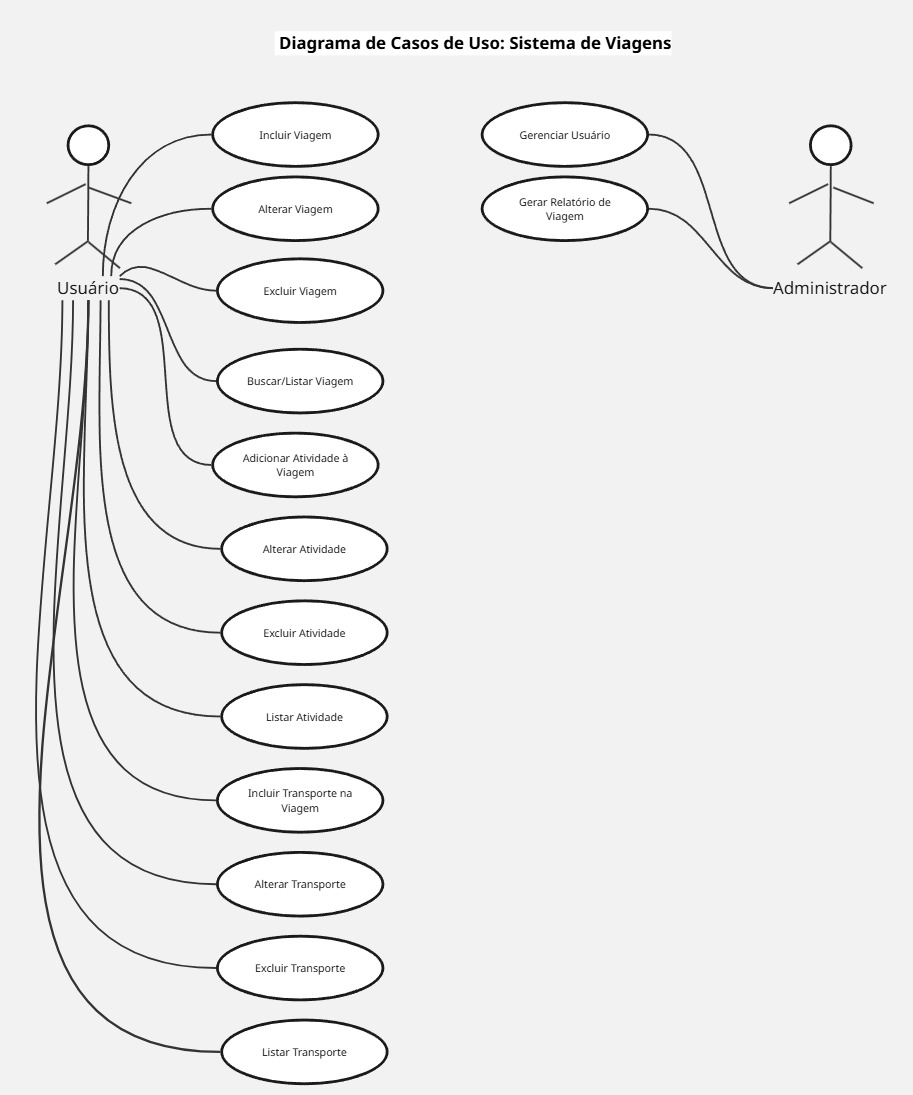 Diagrama de Casos de Uso: Sistema de Viagens
Incluir Viagem
Gerenciar Usuário
Alterar Viagem
Gerar Relatório de
Viagem
Excluir Viagem
Usuário
Administrador
Buscar/Listar Viagem
Adicionar Atividade à
Viagem
Alterar Atividade
Excluir Atividade
Listar Atividade
Incluir Transporte na
Viagem
Alterar Transporte
Excluir Transporte
Listar Transporte